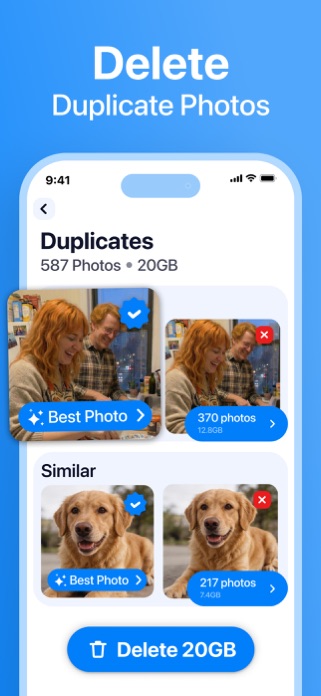 Delete
Duplicate Photos
9:41
Duplicates
587 Photos • 20GB
Best Photo
370 photos
12.8GB
Similar
Best Photo
217 photos
7.4GB
Delete 20GB